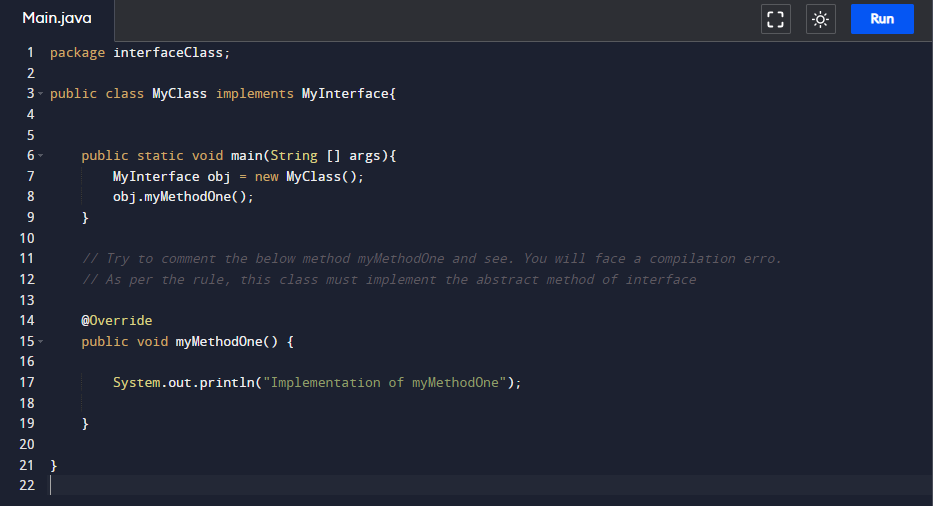 Main.java
Run
1 package interfaceClass;
2
3 public class MyClass implements MyInterface{
4
5
6 public static void main(String [] args){
7 MyInterface obj = new MyClass();
8 obj.myMethodOne();
9 }
10
11 // Try to comment the below method myMethodOne and see. You will face a compilation erro.
12 // As per the rule, this class must implement the abstract method of interface
13
14 @Override
15 public void myMethodOne() {
16
17 System.out.println("Implementation of myMethodOne");
18
19 }
20
21 }
22